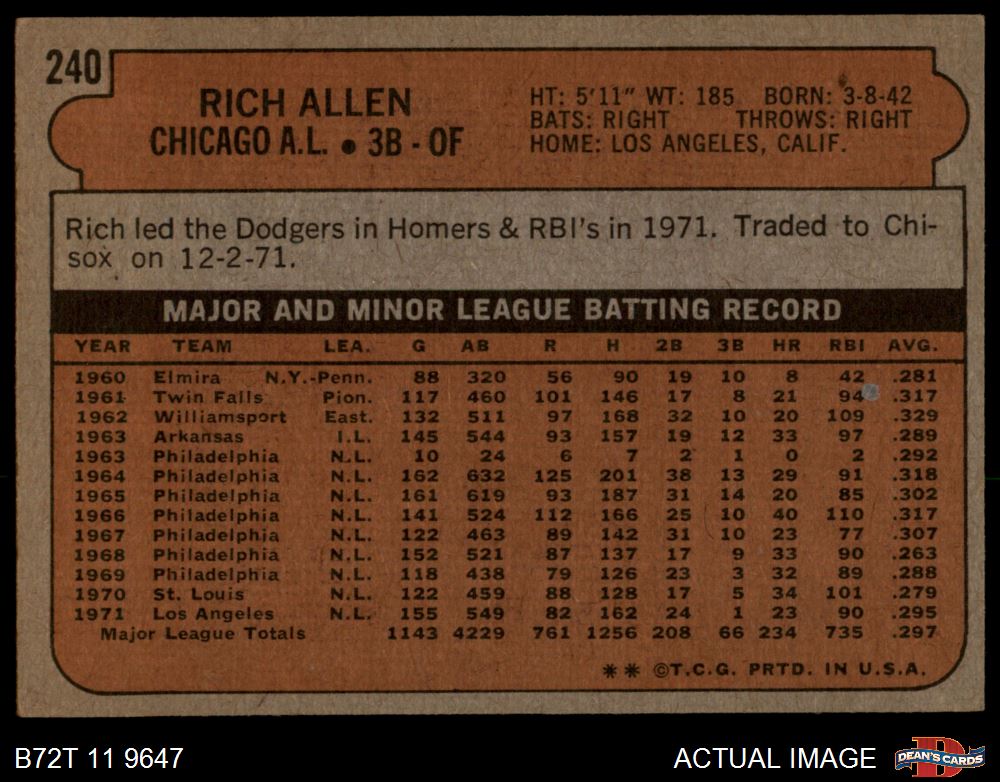 240
RICH ALLEN
CHICAGO A.L. • 3B - OF
HT: 5'11" WT: 185 BORN: 3-8-42
BATS: RIGHT THROWS: RIGHT
HOME: LOS ANGELES, CALIF.
Rich led the Dodgers in Homers & RBI's in 1971. Traded to Chi-
sox on 12-2-71.
MAJOR AND MINOR LEAGUE BATTING RECORD
YEAR TEAM LEA. G AB R H 2B 3B HR RBI AVG.
1960 Elmira N.Y.-Penn. 88 320 56 90 19 10 8 42 .281
1961 Twin Falls Pion. 117 460 101 146 17 8 21 94 .317
1962 Williamsport East. 132 511 97 168 32 10 20 109 .329
1963 Arkansas I.L. 145 544 93 157 19 12 33 97 .289
1963 Philadelphia N.L. 10 24 6 7 2 1 0 2 .292
1964 Philadelphia N.L. 162 632 125 201 38 13 29 91 .318
1965 Philadelphia N.L. 161 619 93 187 31 14 20 85 .302
1966 Philadelphia N.L. 141 524 112 166 25 10 40 110 .317
1967 Philadelphia N.L. 122 463 89 142 31 10 23 77 .307
1968 Philadelphia N.L. 152 521 87 137 17 9 33 90 .263
1969 Philadelphia N.L. 118 438 79 126 23 3 32 89 .288
1970 St. Louis N.L. 122 459 88 128 17 5 34 101 .279
1971 Los Angeles N.L. 155 549 82 162 24 1 23 90 .295
Major League Totals 1143 4229 761 1256 208 66 234 735 .297
** ©T.C.G. PRTD. IN U.S.A.
B72T 11 9647
ACTUAL IMAGE
D
DEAN'S CARDS